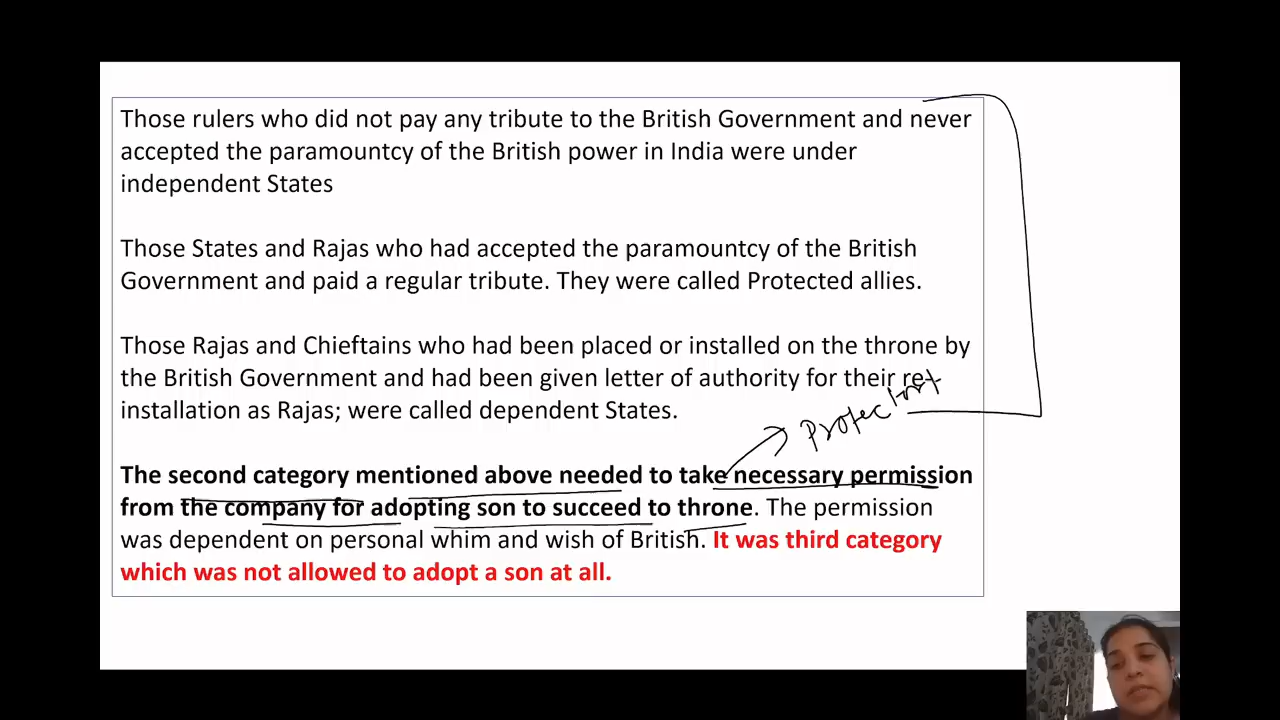 Those rulers who did not pay any tribute to the British Government and never
accepted the paramountcy of the British power in India were under
independent States
Those States and Rajas who had accepted the paramountcy of the British
Government and paid a regular tribute. They were called Protected allies.
Those Rajas and Chieftains who had been placed or installed on the throne by
the British Government and had been given letter of authority for their re-
installation as Rajas; were called dependent States.
The second category mentioned above needed to take necessary permission
from the company for adopting son to succeed to throne. The permission
was dependent on personal whim and wish of British. It was third category
which was not allowed to adopt a son at all.